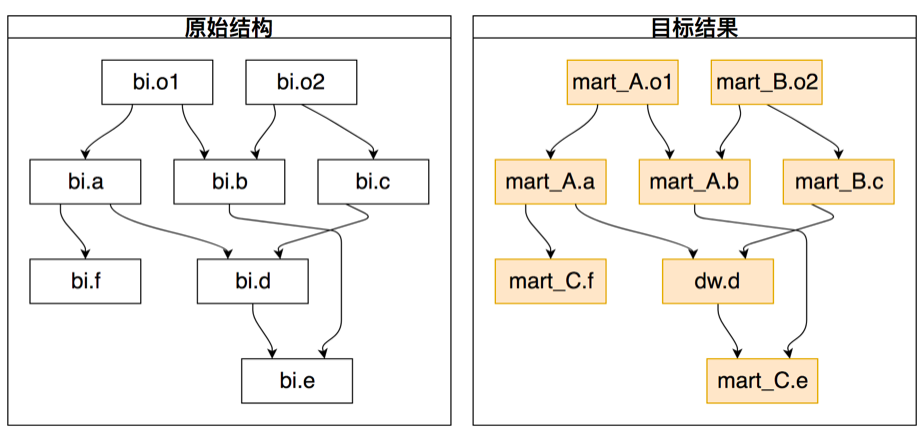 原始结构
bi.o1
bi.o2
bi.a
bi.b
bi.c
bi.f
bi.d
bi.e
目标结果
mart_A.o1
mart_B.o2
mart_A.a
mart_A.b
mart_B.c
mart_C.f
dw.d
mart_C.e